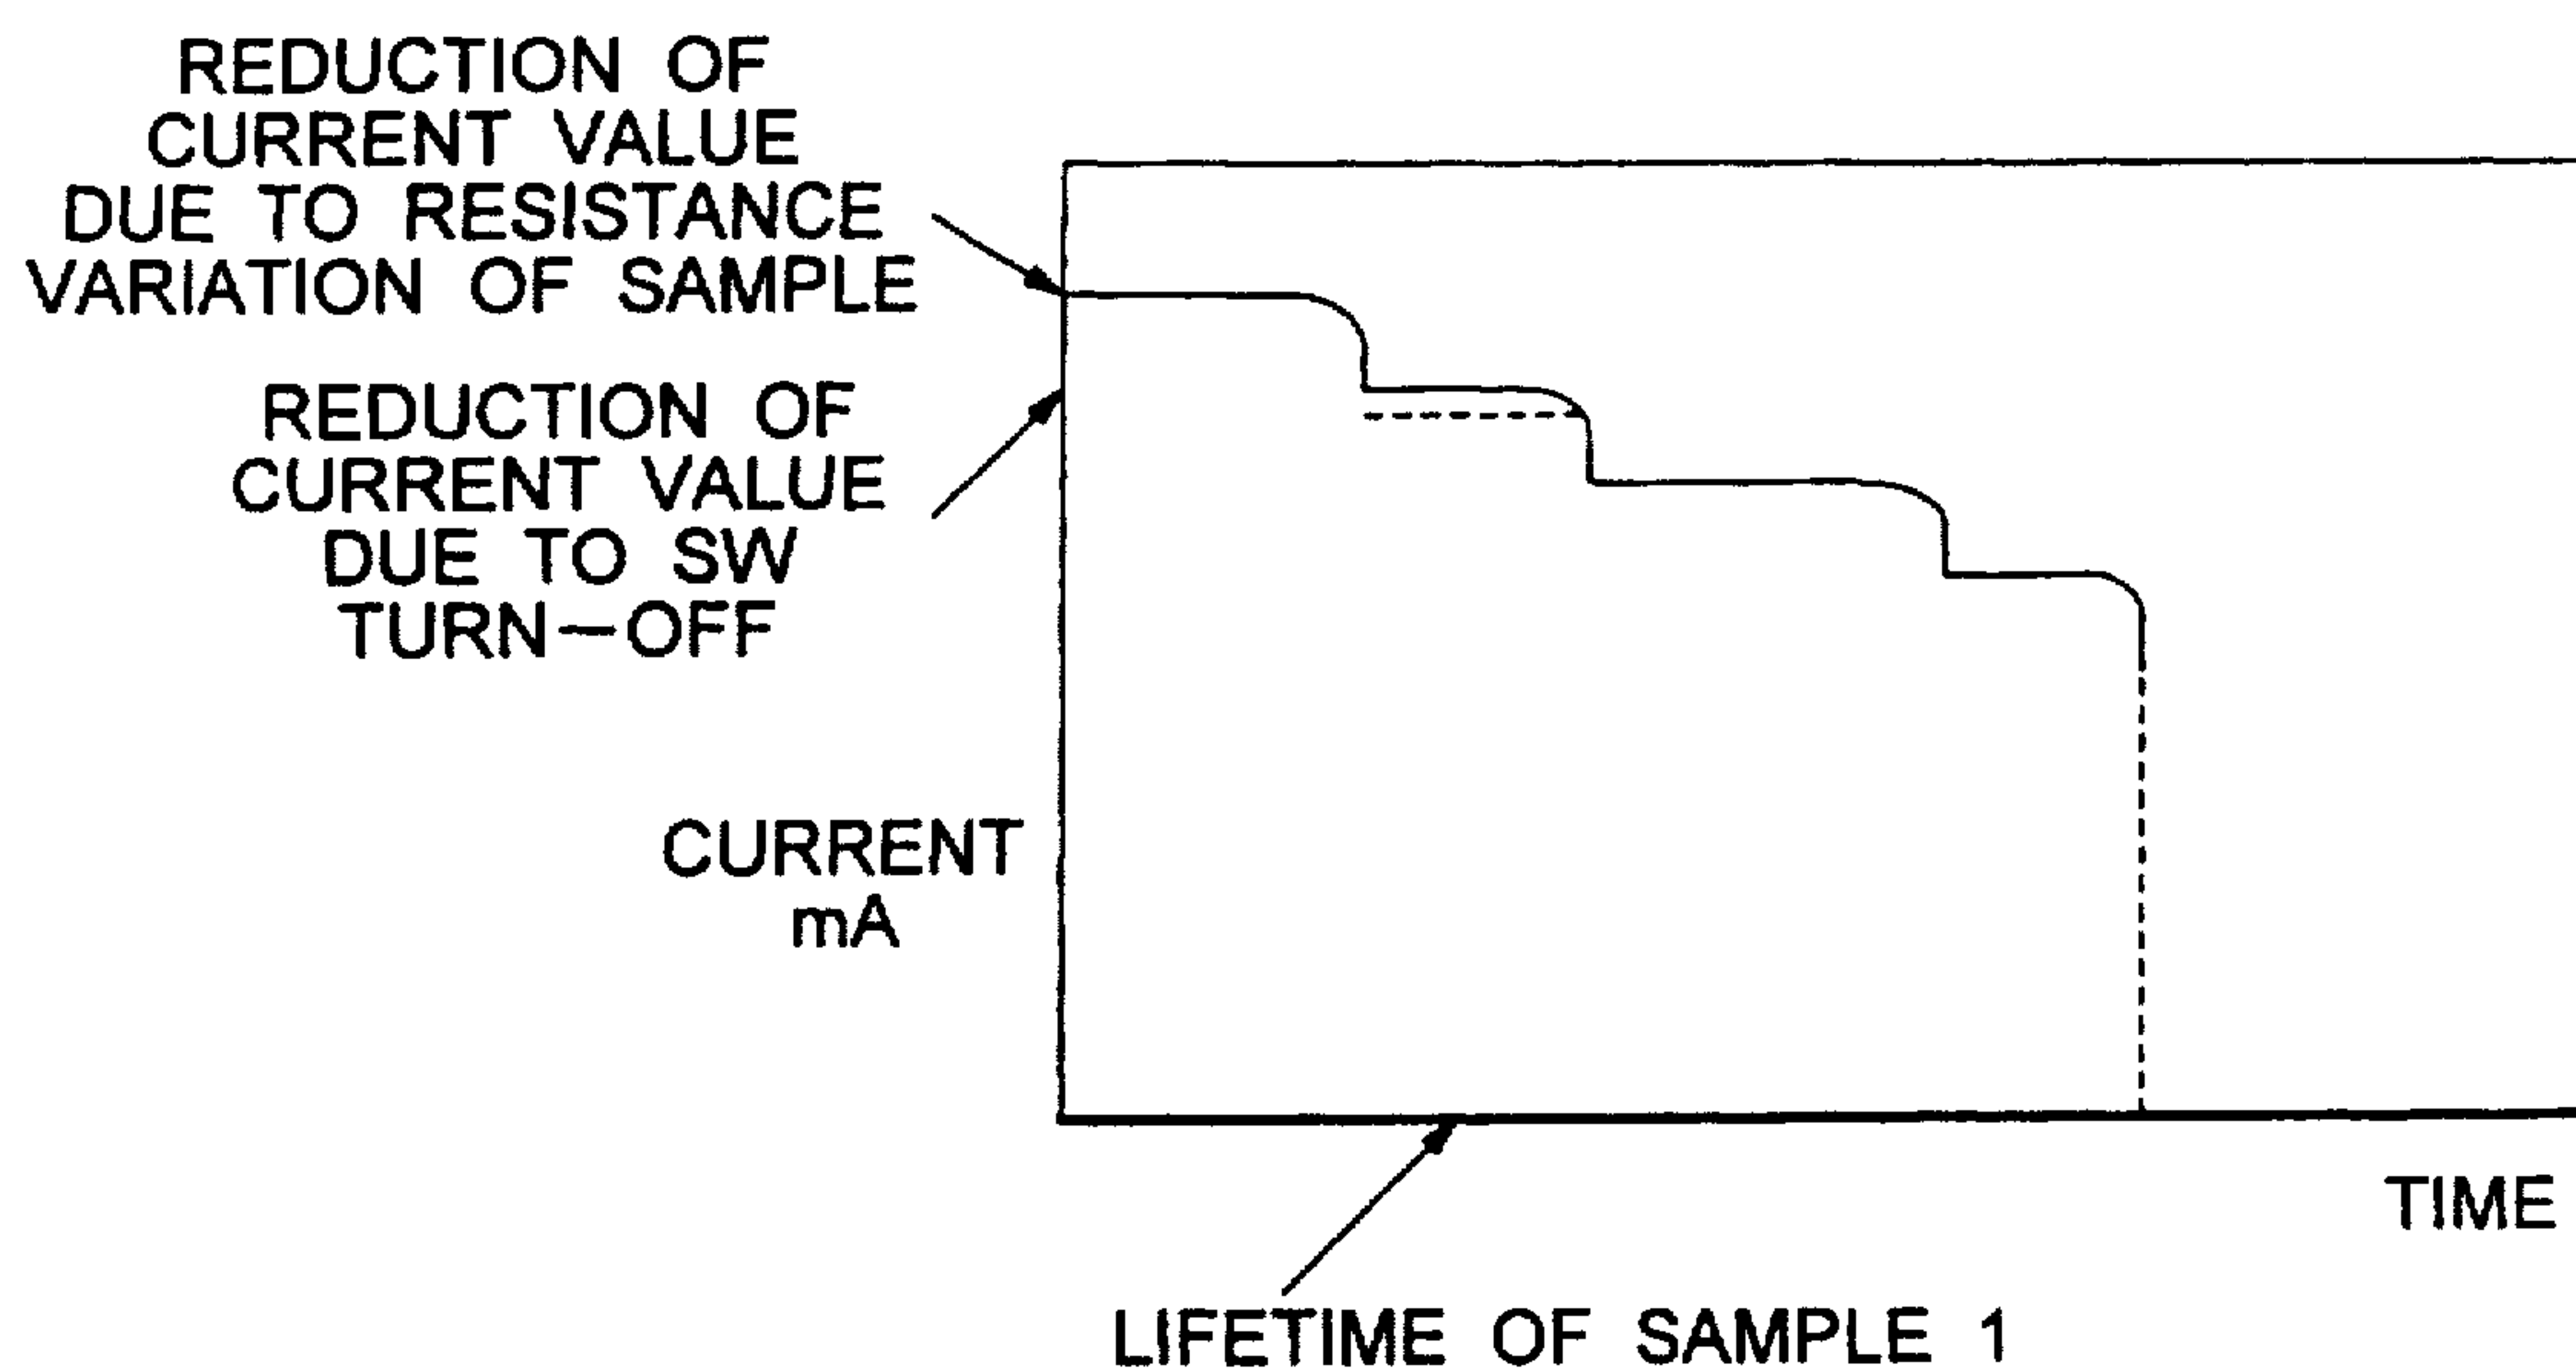 REDUCTION OF
CURRENT VALUE
DUE TO RESISTANCE
VARIATION OF SAMPLE
REDUCTION OF
CURRENT VALUE
DUE TO SW
TURN-OFF
CURRENT
mA
TIME
LIFETIME OF SAMPLE 1